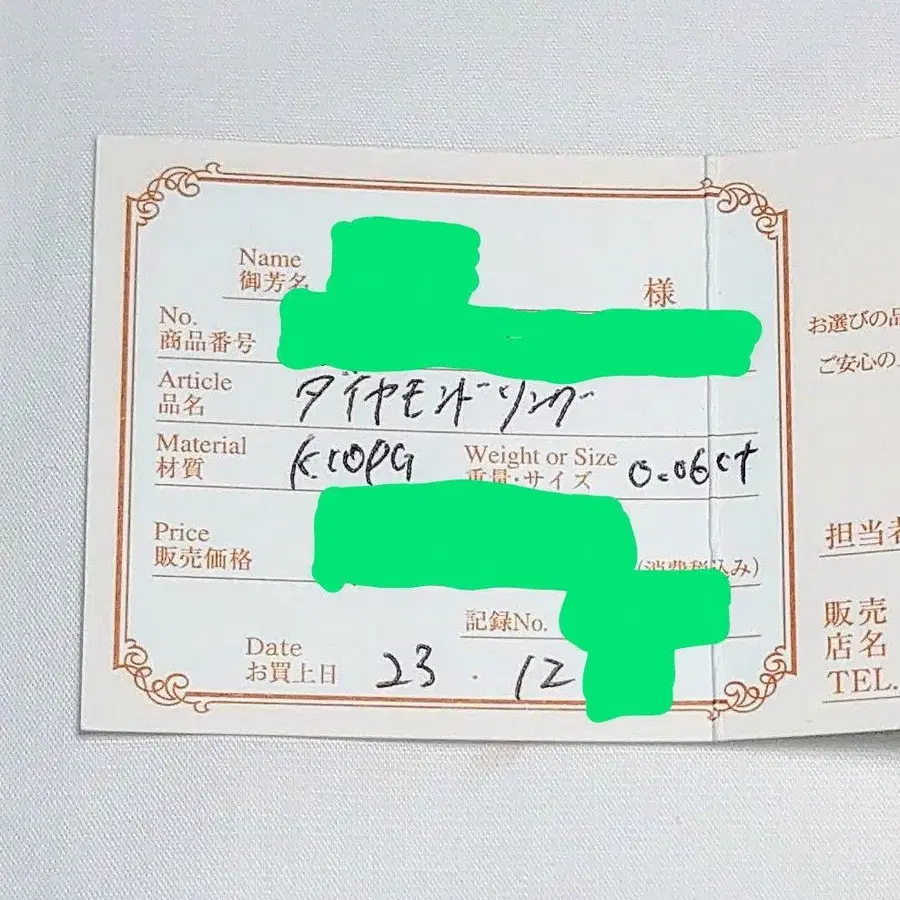 Name
御芳名 様
No.
商品番号
Article
品名 ダイヤモンドリング
Material Weight or Size
材質 K10PG 重量・サイズ 0.06ct
Price
販売価格 (消費税込み)
記録No.
Date
お買上日 23.12
お選びの品
ご安心の
担当者
販売
店名
TEL.